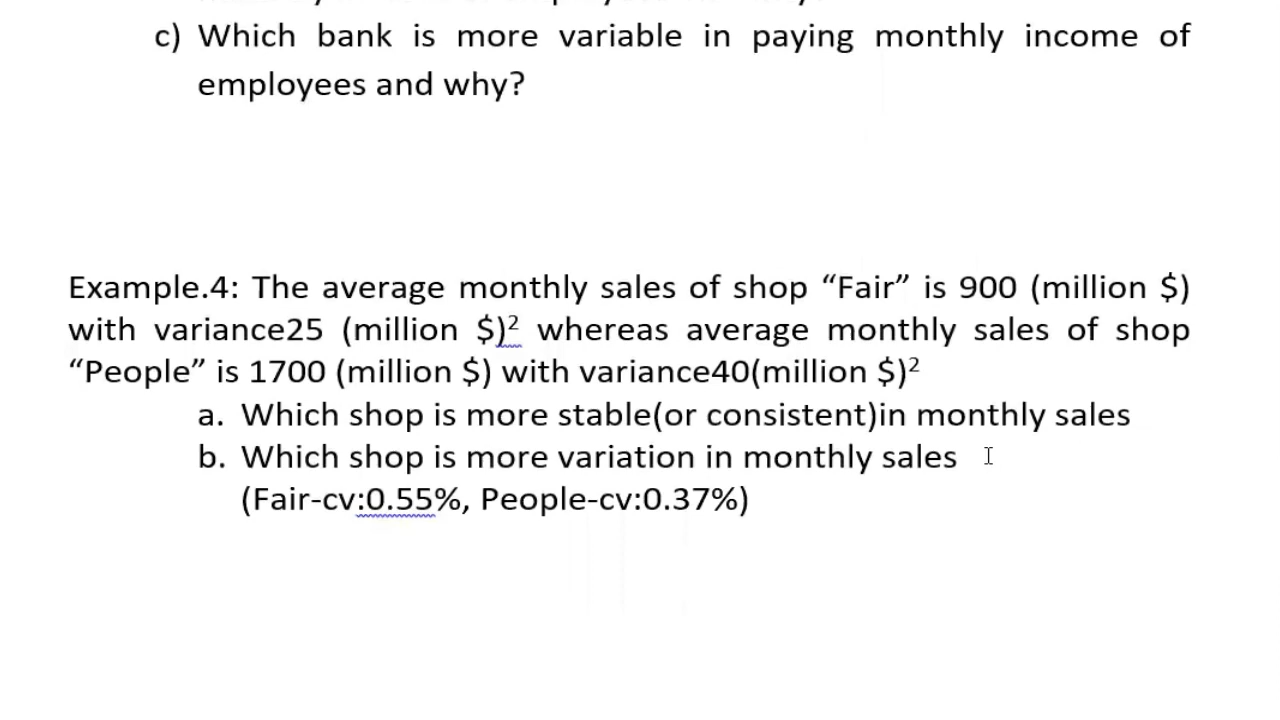 c) Which bank is more variable in paying monthly income of
employees and why?
Example.4: The average monthly sales of shop “Fair” is 900 (million $)
with variance25 (million $)² whereas average monthly sales of shop
“People” is 1700 (million $) with variance40(million $)²
a. Which shop is more stable(or consistent)in monthly sales
b. Which shop is more variation in monthly sales
(Fair-cv:0.55%, People-cv:0.37%)